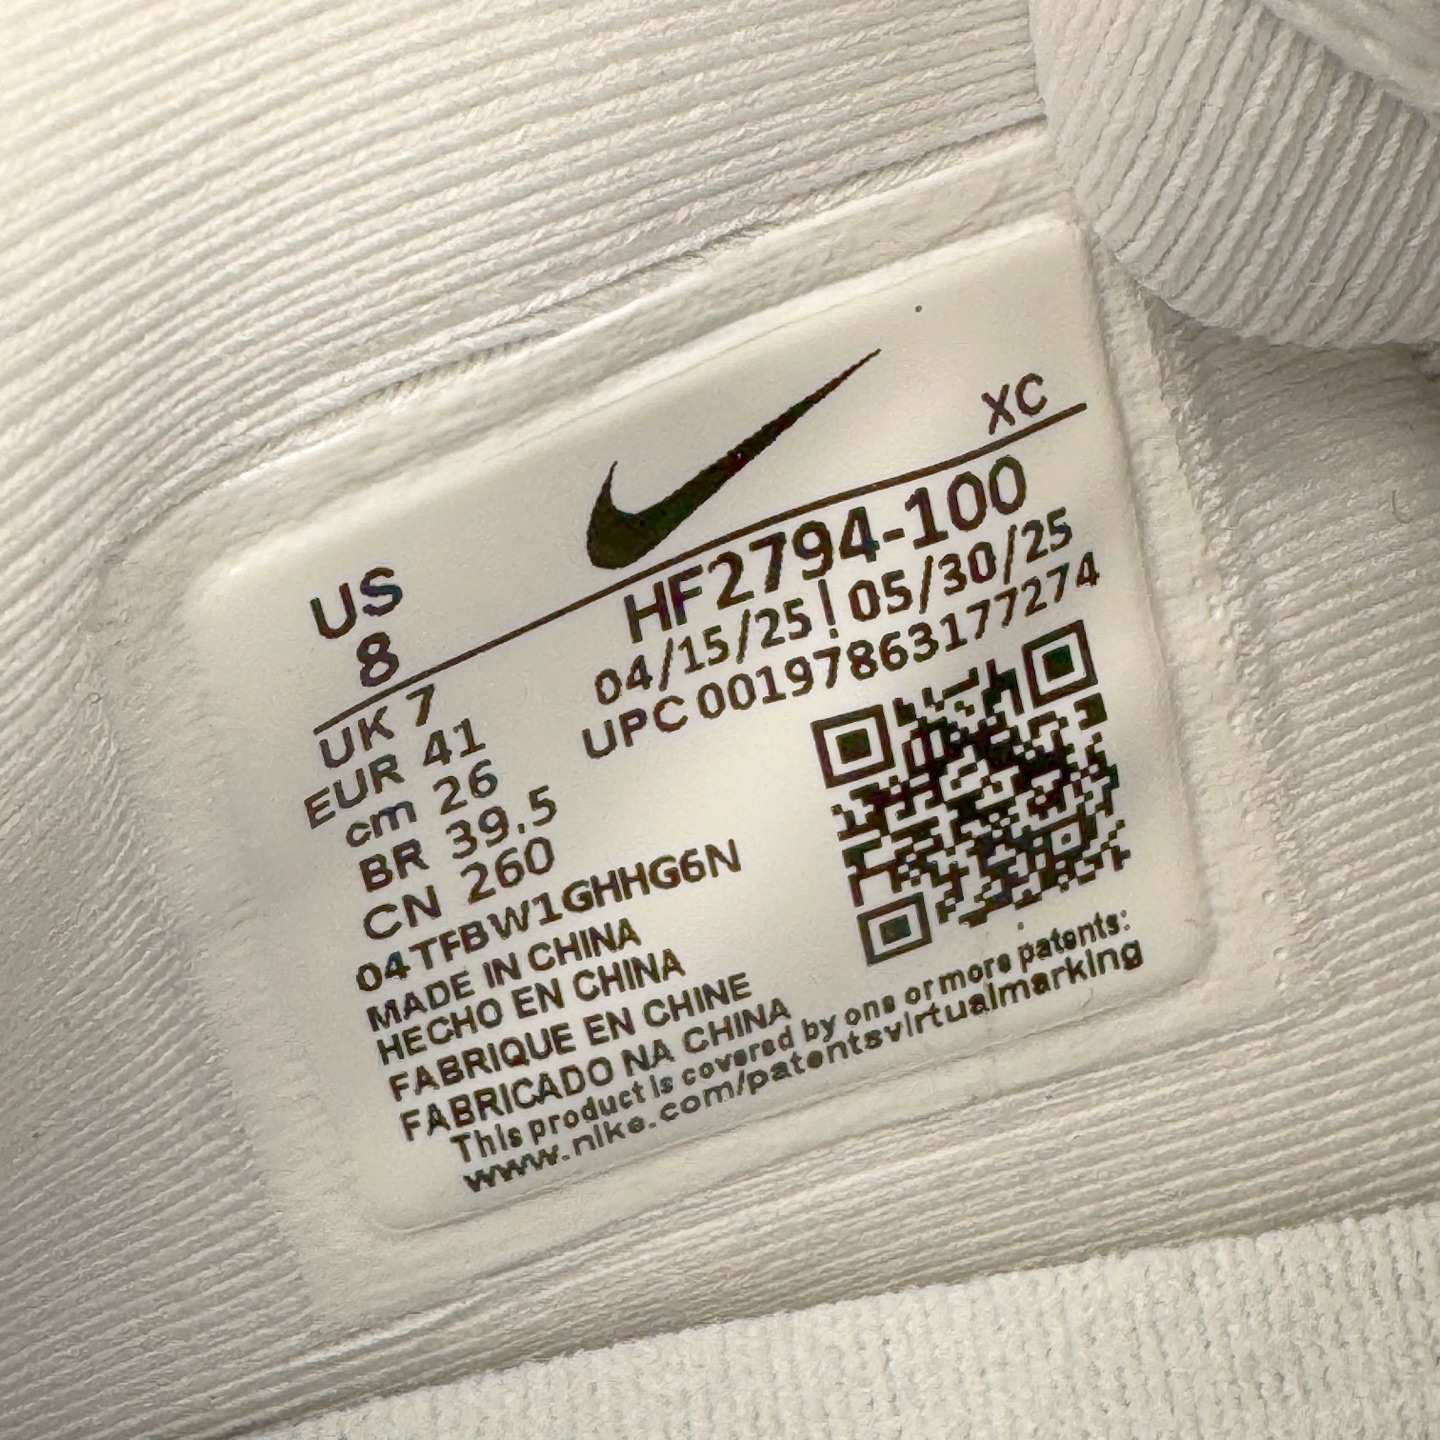 XC
US
8
HF2794-100
04/15/25 | 05/30/25
UPC 00197863177274
UK 7
EUR 41
cm 26
BR 39.5
CN 260
04TFBW1GHHG6N
MADE IN CHINA
HECHO EN CHINA
FABRIQUE EN CHINE
FABRICADO NA CHINA
This product is covered by one or more patents:
www.nike.com/patentsvirtualmarking